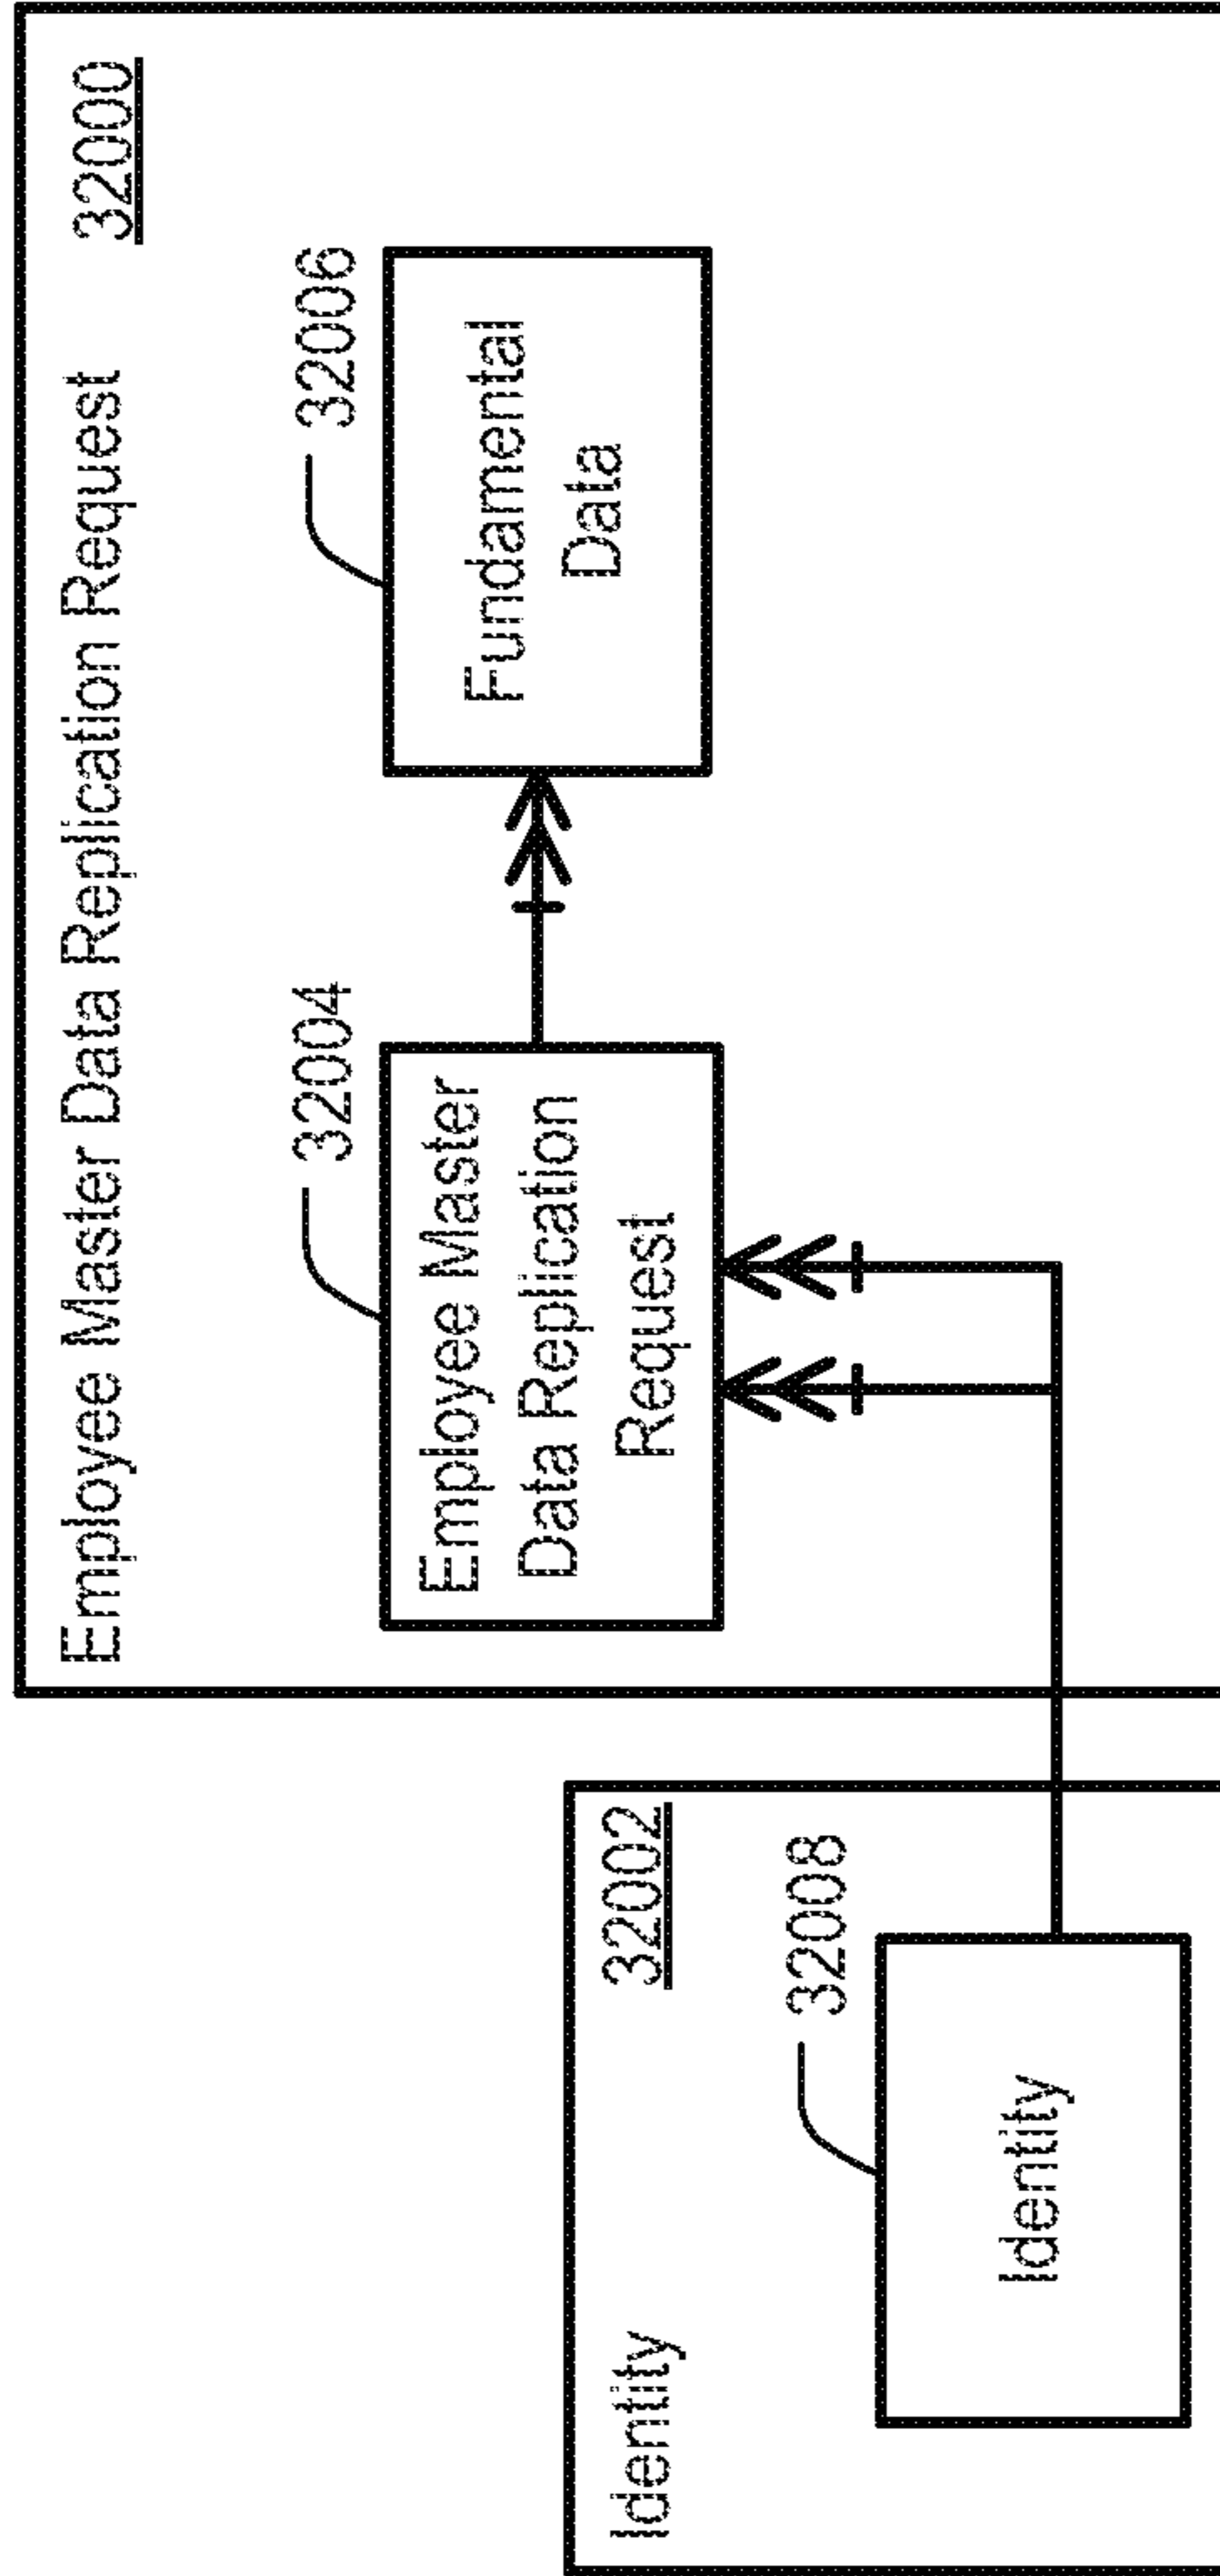 Employee Master Data Replication Request 32000
32004
32006
Employee Master
Data Replication
Request
Fundamental
Data
Identity 32002
32008
Identity